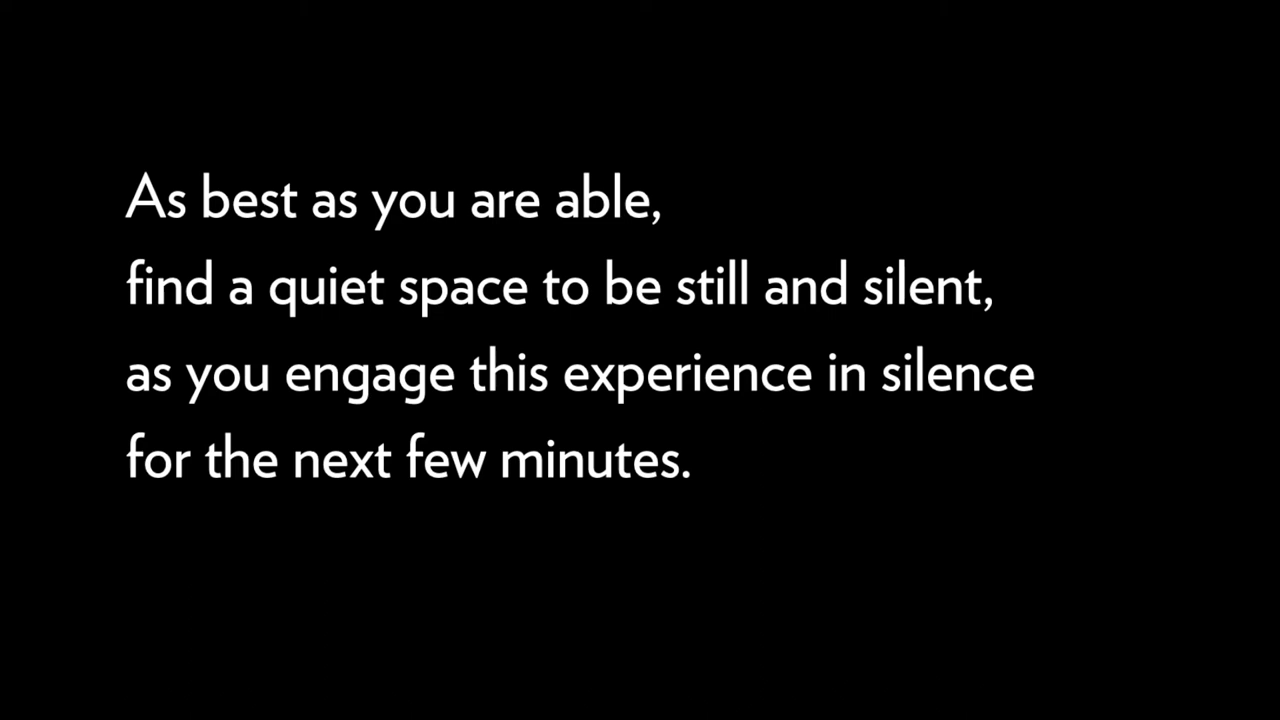 As best as you are able,
find a quiet space to be still and silent,
as you engage this experience in silence
for the next few minutes.